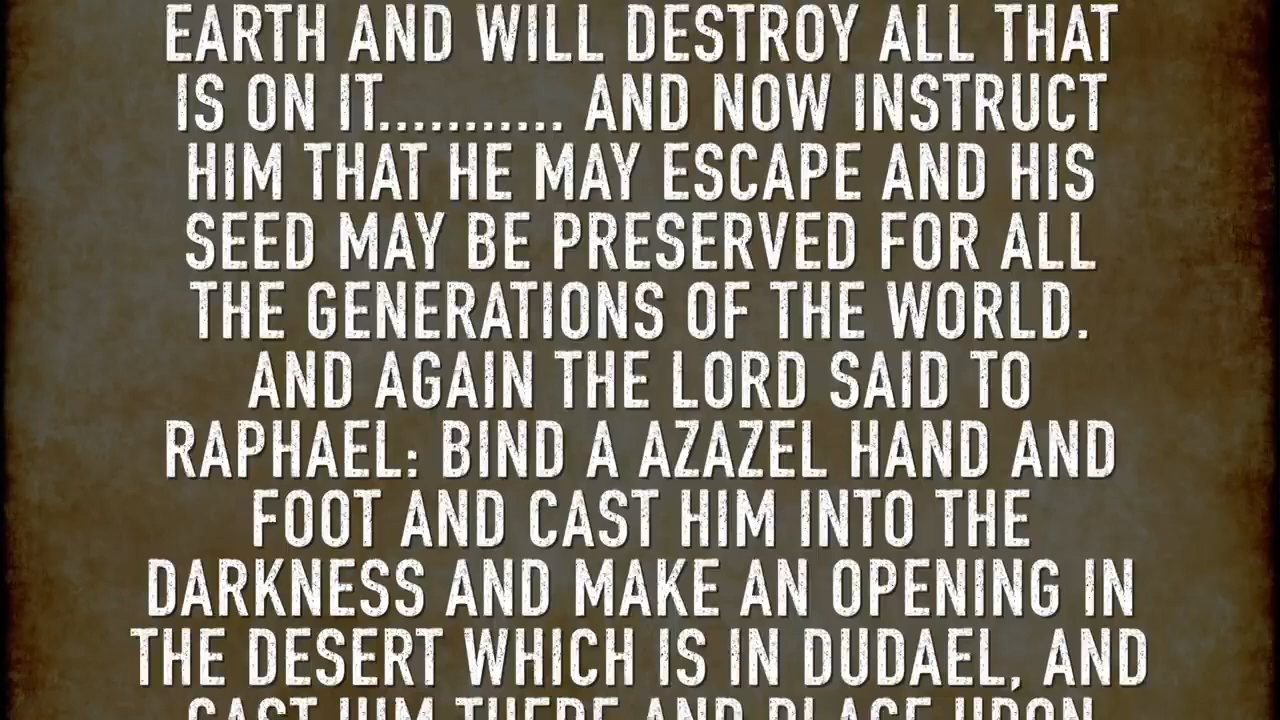 EARTH AND WILL DESTROY ALL THAT
IS ON IT........... AND NOW INSTRUCT
HIM THAT HE MAY ESCAPE AND HIS
SEED MAY BE PRESERVED FOR ALL
THE GENERATIONS OF THE WORLD.
AND AGAIN THE LORD SAID TO
RAPHAEL: BIND A AZAZEL HAND AND
FOOT AND CAST HIM INTO THE
DARKNESS AND MAKE AN OPENING IN
THE DESERT WHICH IS IN DUDAEL, AND
CAST HIM THERE AND PLACE UPON